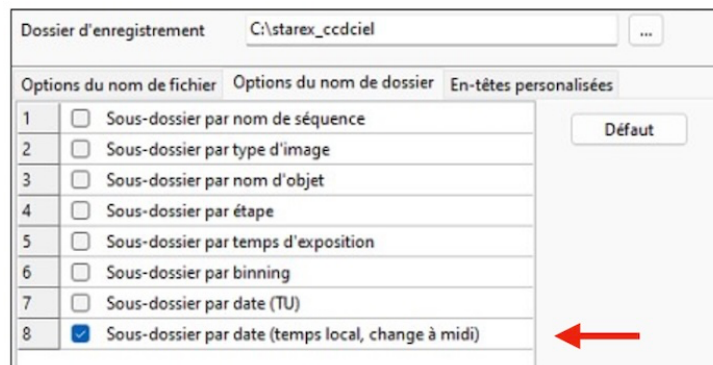 Dossier d'enregistrement C:\starex_ccdciel ...
Options du nom de fichier Options du nom de dossier En-têtes personalisées
1 Sous-dossier par nom de séquence
Défaut
2 Sous-dossier par type d'image
3 Sous-dossier par nom d'objet
4 Sous-dossier par étape
5 Sous-dossier par temps d'exposition
6 Sous-dossier par binning
7 Sous-dossier par date (TU)
8 Sous-dossier par date (temps local, change à midi)